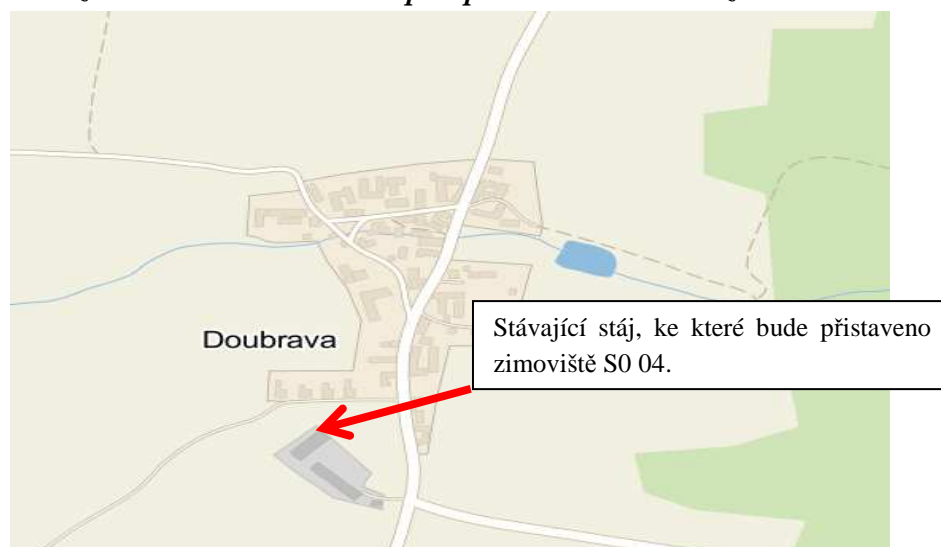 Stávající stáj, ke které bude přistaveno
zimoviště S0 04.
Doubrava